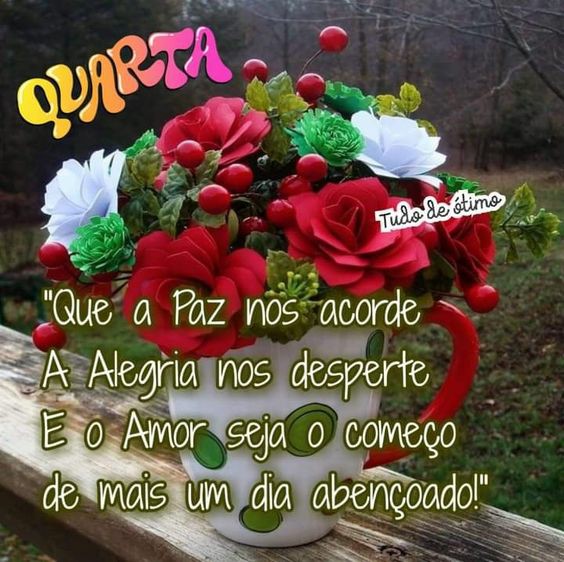 QUARTA
Tudo de ótimo
"Que a Paz nos acorde
A Alegria nos desperte
E o Amor seja o começo
de mais um dia abençoado!"